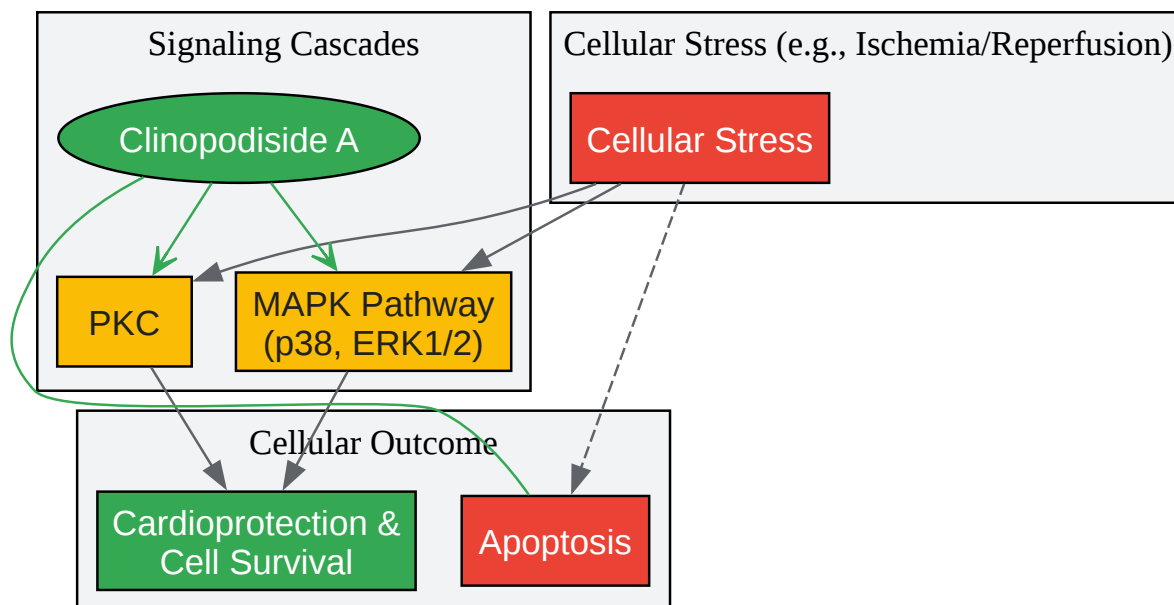 Signaling Cascades
Cellular Stress (e.g., Ischemia/Reperfusion)
Clinopodiside A
Cellular Stress
PKC
MAPK Pathway
(p38, ERK1/2)
Cellular Outcome
Cardioprotection &
Cell Survival
Apoptosis